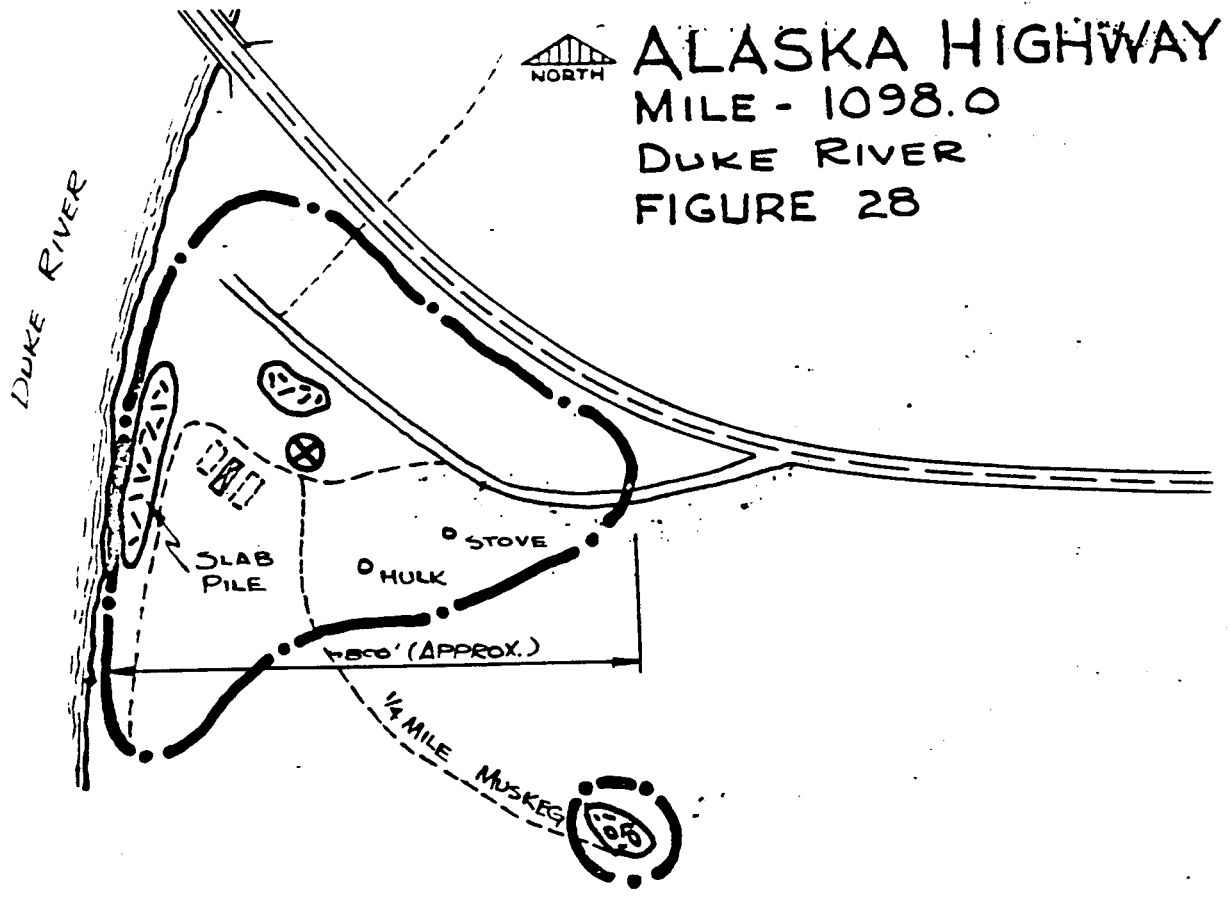 NORTH
ALASKA HIGHWAY
MILE - 1098.0
DUKE RIVER
FIGURE 28
DUKE RIVER
STOVE
SLAB
PILE
HULK
800' (APPROX.)
1/4 MILE MUSKEG